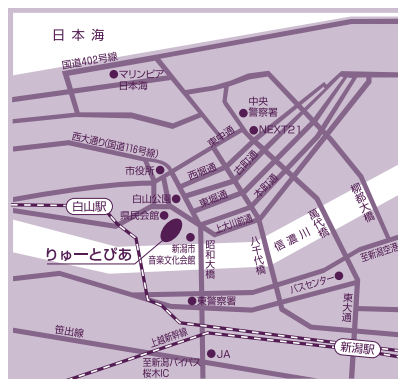 日本海
国道402号線
マリンピア
日本海
中央
警察署
NEXT21
西大通り(国道116号線)
東中通
市役所
西堀通
古町通
東堀通
本町通
白山公園
白山駅
県民会館
上大川前通
柳都大橋
萬代橋
信濃川
りゅーとぴあ
新潟市
音楽文化会館
昭和大橋
八千代橋
至新潟空港
バスセンター
東大通
東警察署
笹出線
上越新幹線
新潟駅
JA
至新潟バイパス
桜木IC